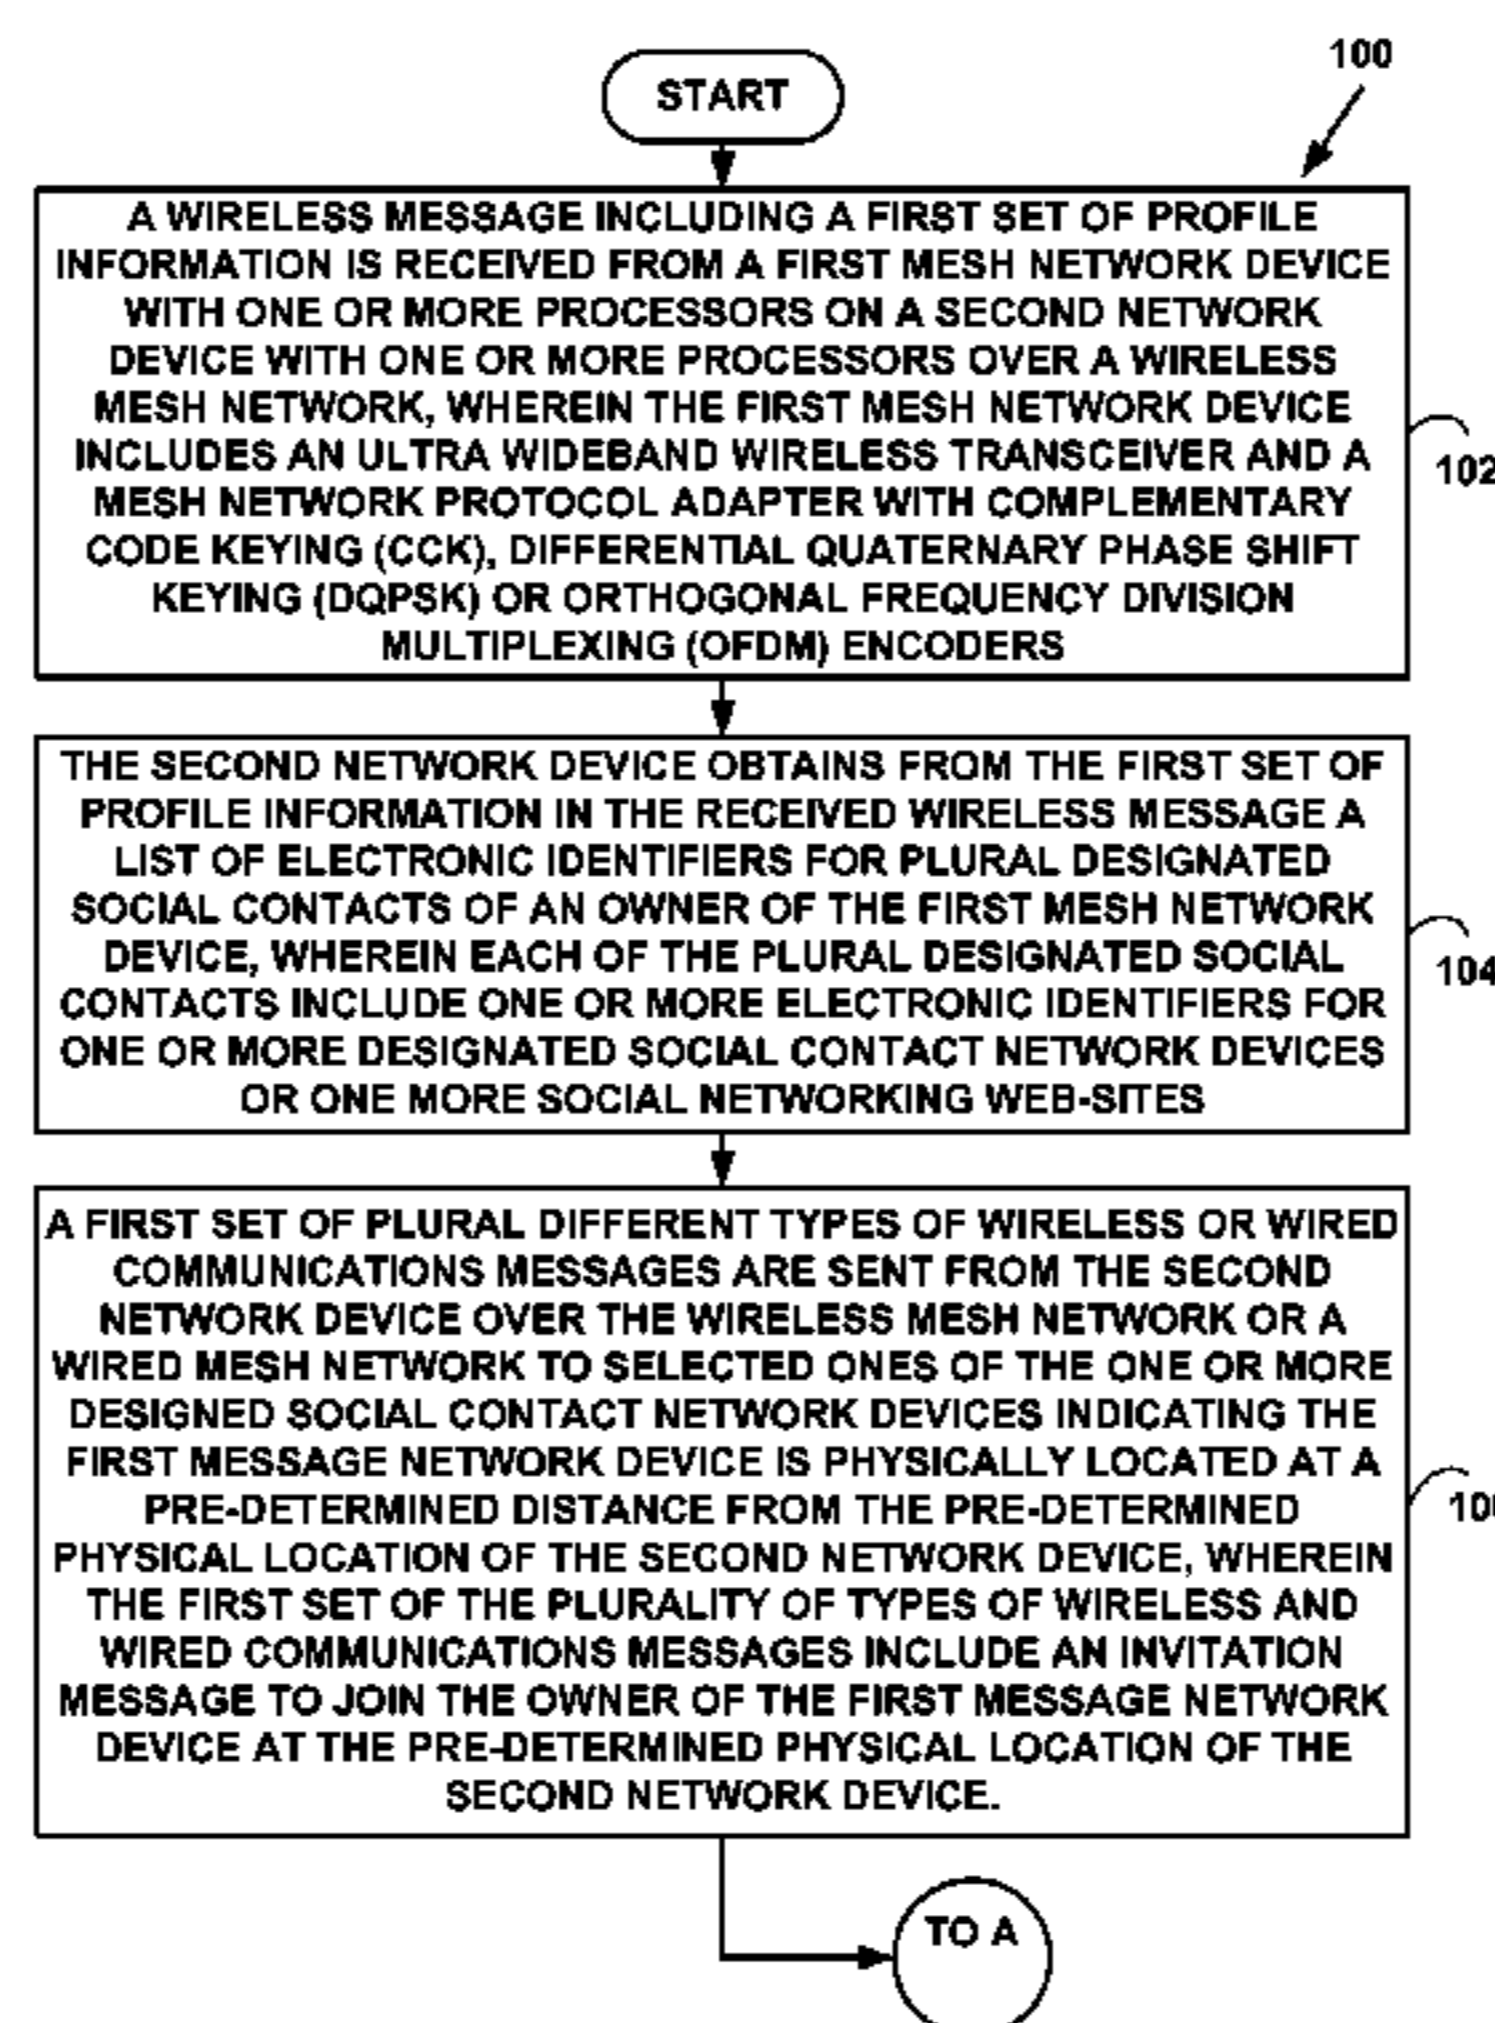 100
START
A WIRELESS MESSAGE INCLUDING A FIRST SET OF PROFILE
INFORMATION IS RECEIVED FROM A FIRST MESH NETWORK DEVICE
WITH ONE OR MORE PROCESSORS ON A SECOND NETWORK
DEVICE WITH ONE OR MORE PROCESSORS OVER A WIRELESS
MESH NETWORK, WHEREIN THE FIRST MESH NETWORK DEVICE
INCLUDES AN ULTRA WIDEBAND WIRELESS TRANSCEIVER AND A
MESH NETWORK PROTOCOL ADAPTER WITH COMPLEMENTARY
CODE KEYING (CCK), DIFFERENTIAL QUATERNARY PHASE SHIFT
KEYING (DQPSK) OR ORTHOGONAL FREQUENCY DIVISION
MULTIPLEXING (OFDM) ENCODERS
102
THE SECOND NETWORK DEVICE OBTAINS FROM THE FIRST SET OF
PROFILE INFORMATION IN THE RECEIVED WIRELESS MESSAGE A
LIST OF ELECTRONIC IDENTIFIERS FOR PLURAL DESIGNATED
SOCIAL CONTACTS OF AN OWNER OF THE FIRST MESH NETWORK
DEVICE, WHEREIN EACH OF THE PLURAL DESIGNATED SOCIAL
CONTACTS INCLUDE ONE OR MORE ELECTRONIC IDENTIFIERS FOR
ONE OR MORE DESIGNATED SOCIAL CONTACT NETWORK DEVICES
OR ONE MORE SOCIAL NETWORKING WEB-SITES
104
A FIRST SET OF PLURAL DIFFERENT TYPES OF WIRELESS OR WIRED
COMMUNICATIONS MESSAGES ARE SENT FROM THE SECOND
NETWORK DEVICE OVER THE WIRELESS MESH NETWORK OR A
WIRED MESH NETWORK TO SELECTED ONES OF THE ONE OR MORE
DESIGNED SOCIAL CONTACT NETWORK DEVICES INDICATING THE
FIRST MESSAGE NETWORK DEVICE IS PHYSICALLY LOCATED AT A
PRE-DETERMINED DISTANCE FROM THE PRE-DETERMINED
PHYSICAL LOCATION OF THE SECOND NETWORK DEVICE, WHEREIN
THE FIRST SET OF THE PLURALITY OF TYPES OF WIRELESS AND
WIRED COMMUNICATIONS MESSAGES INCLUDE AN INVITATION
MESSAGE TO JOIN THE OWNER OF THE FIRST MESSAGE NETWORK
DEVICE AT THE PRE-DETERMINED PHYSICAL LOCATION OF THE
SECOND NETWORK DEVICE.
TO A